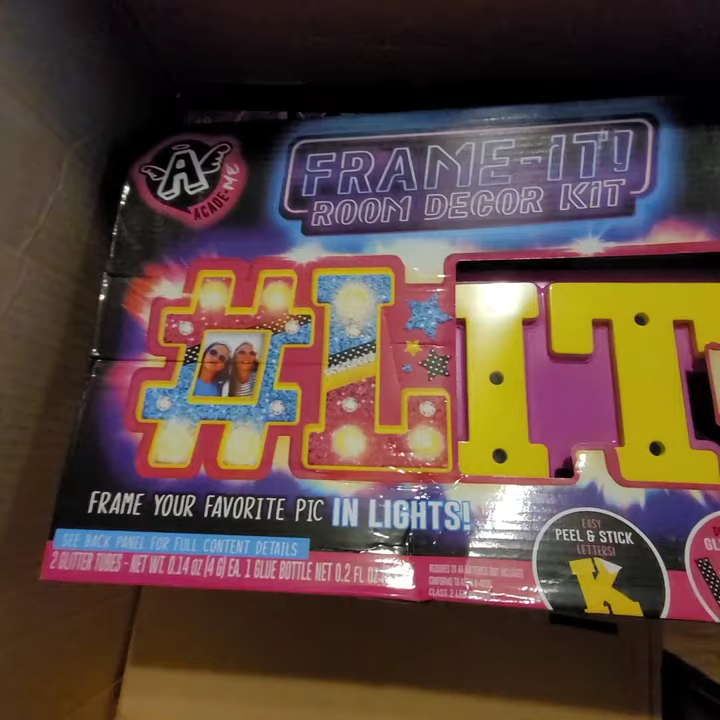 A
ACADE-ME
FRAME-IT!
ROOM DECOR KIT
#LIT
FRAME YOUR FAVORITE PIC IN LIGHTS!
SEE BACK PANEL FOR FULL CONTENT DETAILS
2 GLITTER TUBES - NET WT. 0.14 OZ (4 G) EA. 1 GLUE BOTTLE NET 0.2 FL OZ
EASY
PEEL & STICK
LETTERS!
K